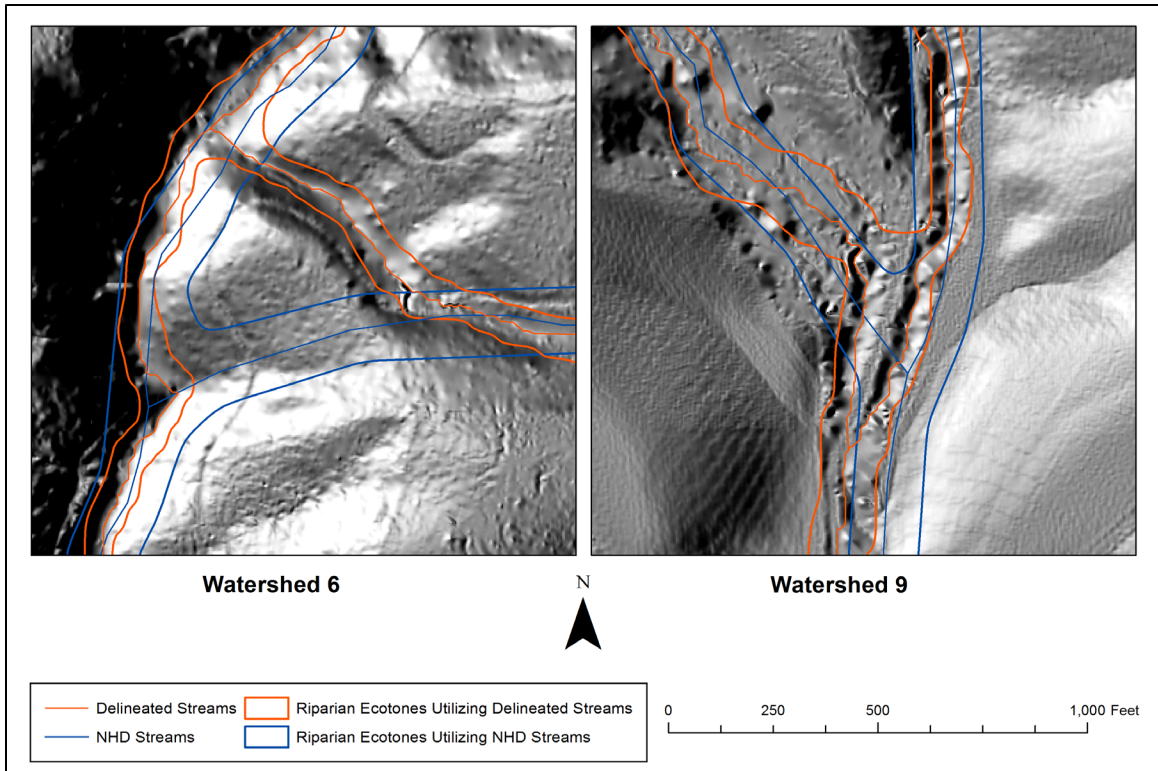 Watershed 6
N
Watershed 9
Delineated Streams
Riparian Ecotones Utilizing Delineated Streams
NHD Streams
Riparian Ecotones Utilizing NHD Streams
0 250 500 1,000 Feet